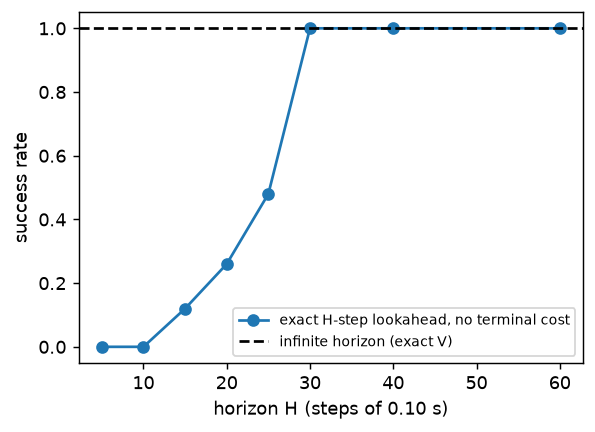 1.0
0.8
0.6
0.4
0.2
0.0
success rate
exact H-step lookahead, no terminal cost
infinite horizon (exact V)
10 20 30 40 50 60
horizon H (steps of 0.10 s)